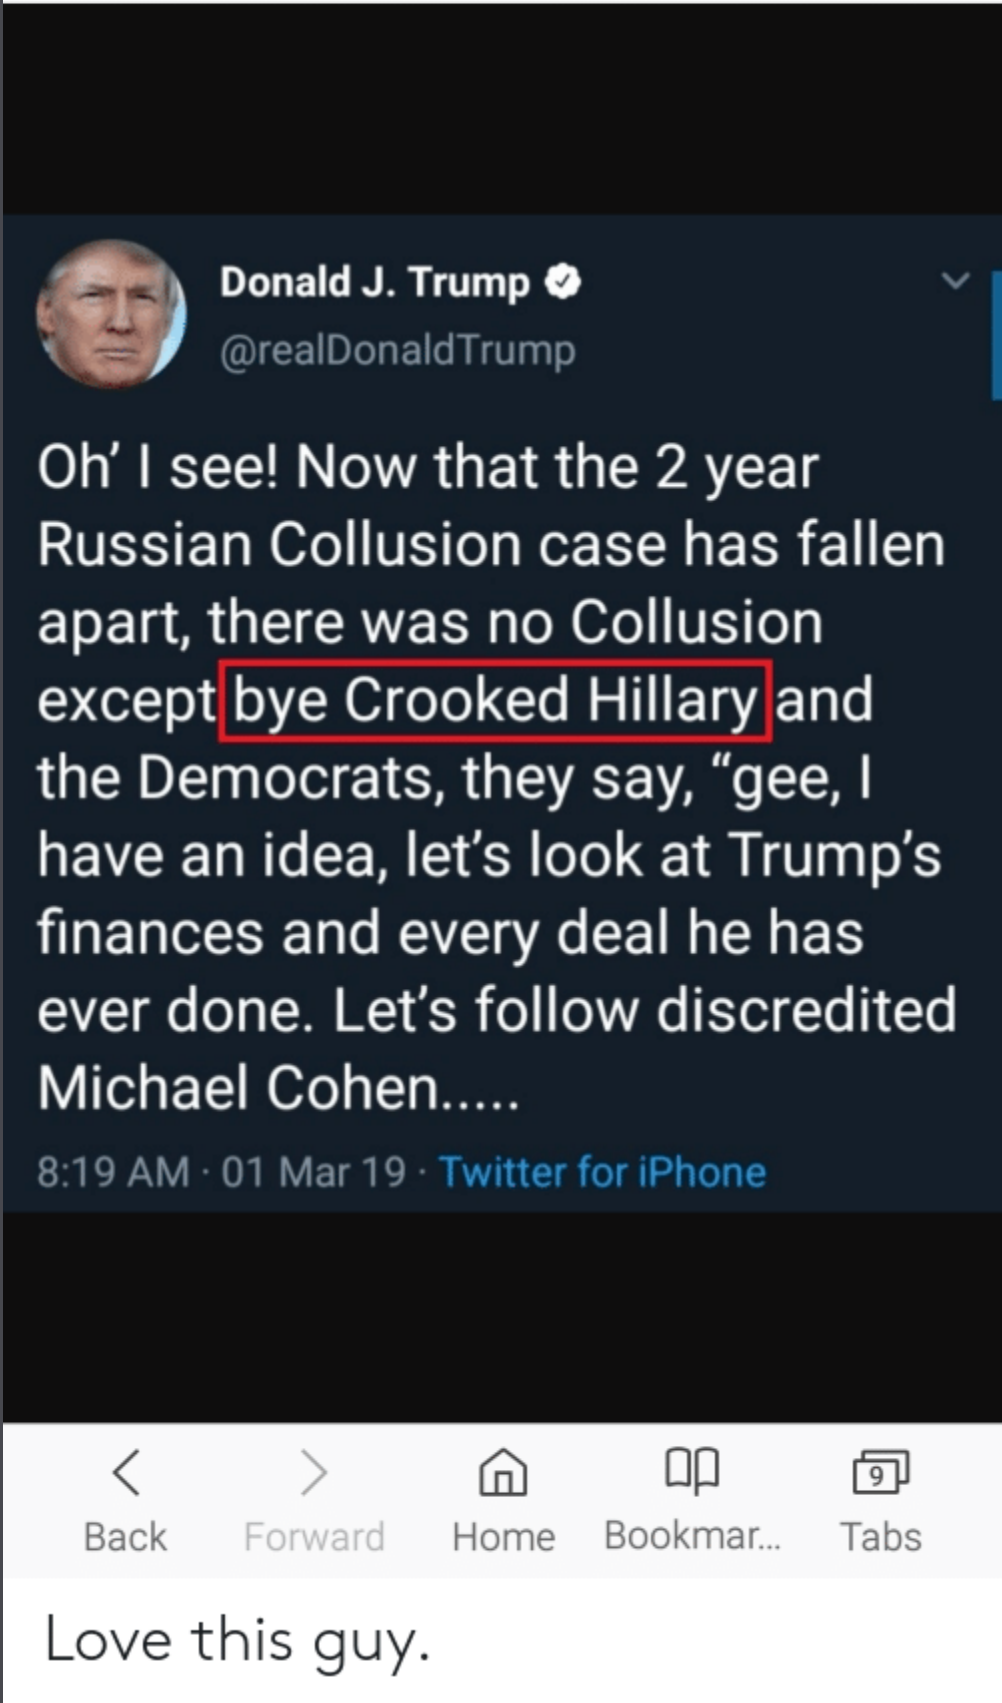 Donald J. Trump
@realDonaldTrump
Oh' I see! Now that the 2 year
Russian Collusion case has fallen
apart, there was no Collusion
except bye Crooked Hillary and
the Democrats, they say, “gee, I
have an idea, let's look at Trump's
finances and every deal he has
ever done. Let's follow discredited
Michael Cohen.....
8:19 AM · 01 Mar 19 · Twitter for iPhone
9
Back Forward Home Bookmar... Tabs
Love this guy.